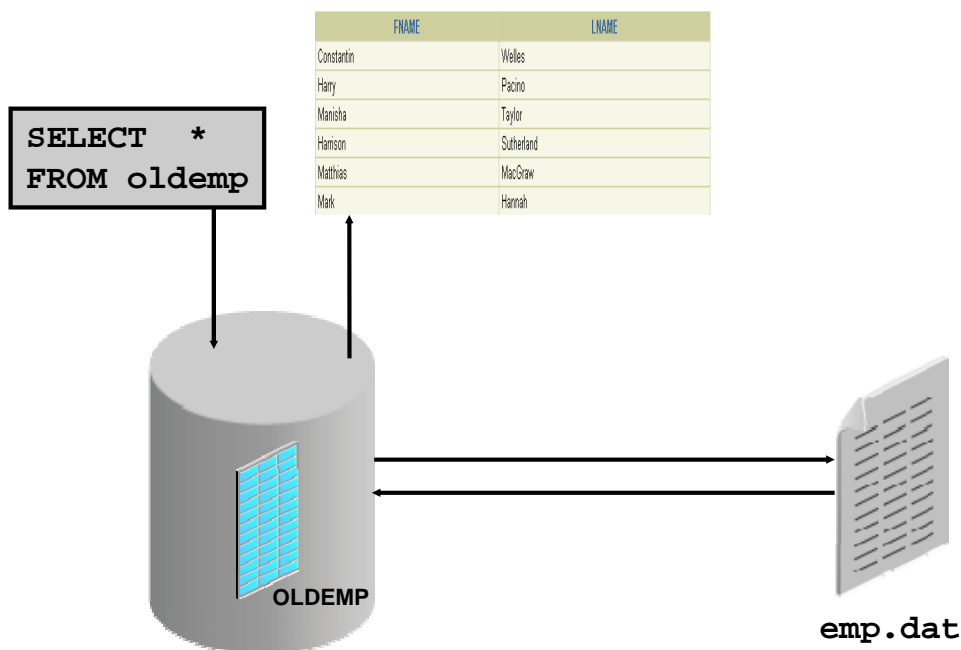 FNAME LNAME
Constantin Welles
Harry Pacino
Manisha Taylor
Harrison Sutherland
Matthias MacGraw
Mark Hannah
SELECT *
FROM oldemp
OLDEMP
emp.dat